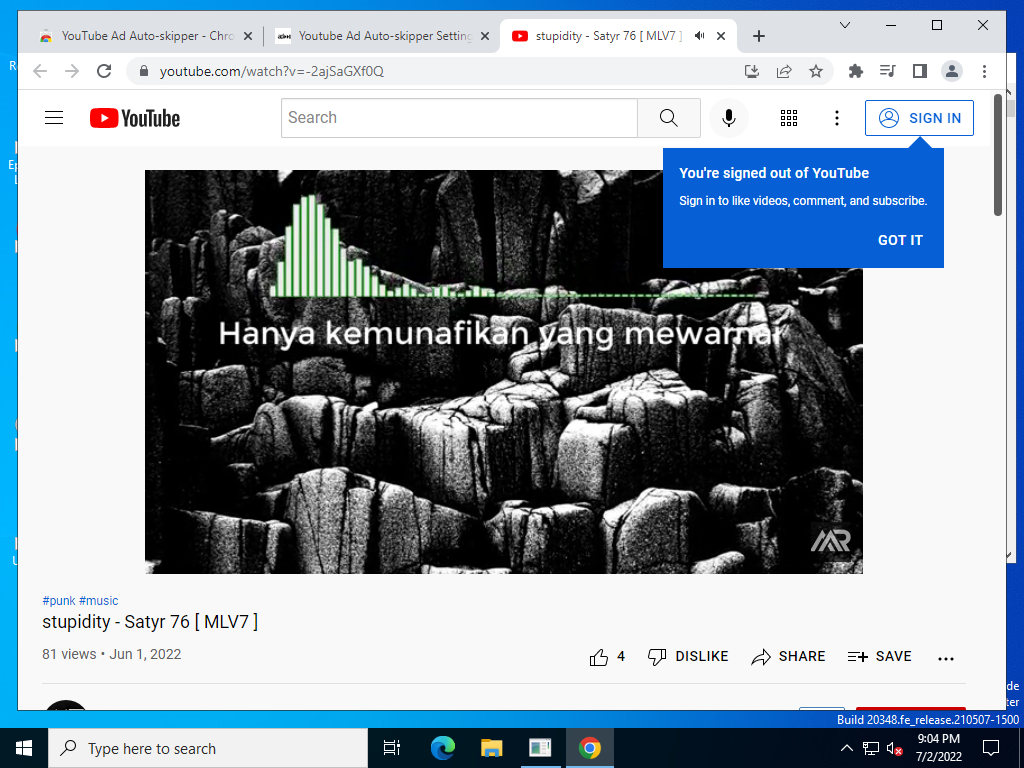 YouTube Ad Auto-skipper - Chro
Youtube Ad Auto-skipper Setting
stupidity - Satyr 76 [ MLV7 ]
youtube.com/watch?v=-2ajSaGXf0Q
YouTube
Search
SIGN IN
You're signed out of YouTube
Sign in to like videos, comment, and subscribe.
GOT IT
Hanya kemunafikan yang mewarnai
MR
#punk #music
stupidity - Satyr 76 [ MLV7 ]
81 views • Jun 1, 2022
4
DISLIKE
SHARE
SAVE
Build 20348.fe_release.210507-1500
Type here to search
9:04 PM
7/2/2022